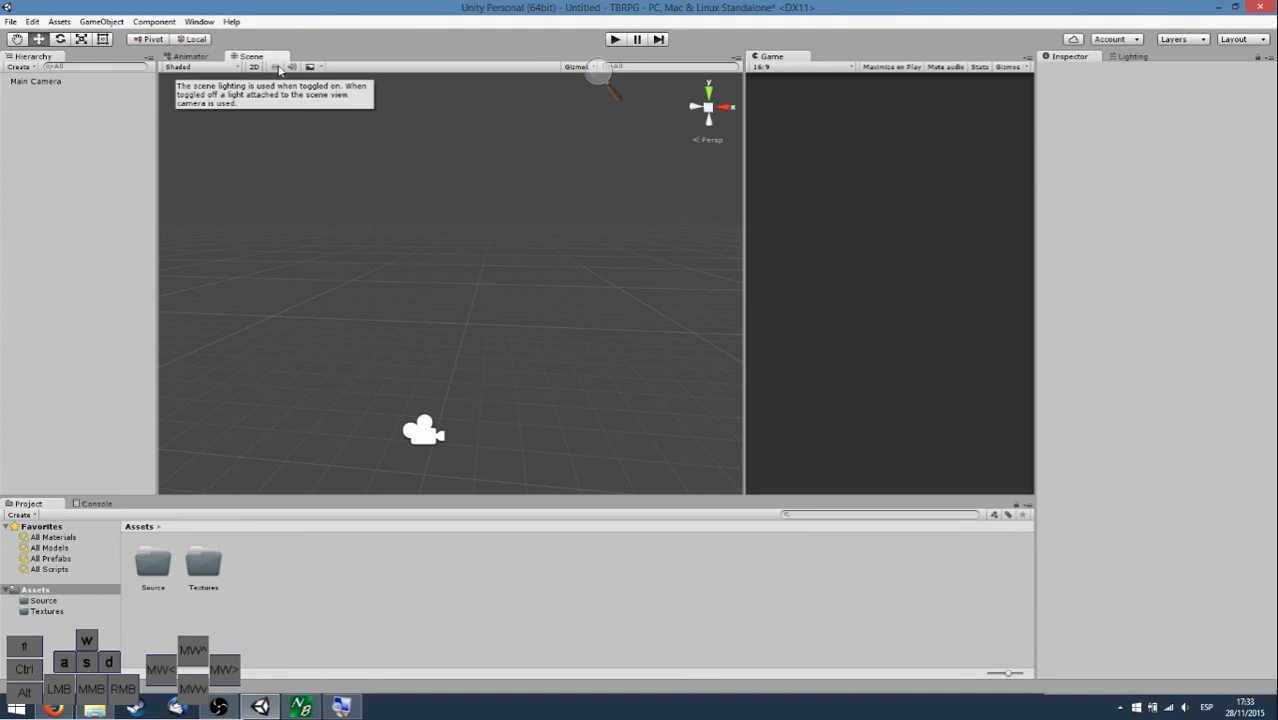 Unity Personal (64bit) - Untitled - TBRPG - PC, Mac & Linux Standalone* <DX11>
File Edit Assets GameObject Component Window Help
Pivot Local Account Layers Layout
Hierarchy Animator Scene Game Inspector Lighting
Create All Shaded 2D Gizmos All 16:9 Maximize on Play Mute audio Stats Gizmos
Main Camera
The scene lighting is used when toggled on. When
toggled off a light attached to the scene view
camera is used.
y
x
Persp
Project Console
Create
Favorites Assets
All Materials
All Models
All Prefabs
All Scripts
Source Textures
Assets
Source
Textures
w
MW^
a s d
Ctrl MW< MW>
Alt LMB MMB RMB MWv
NB
ESP
17:33
28/11/2015